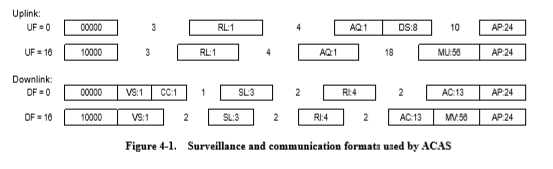 Uplink:
UF = 0 00000 3 RL:1 4 AQ:1 DS:8 10 AP:24
UF = 16 10000 3 RL:1 4 AQ:1 18 MU:56 AP:24
Downlink:
DF = 0 00000 VS:1 CC:1 1 SL:3 2 RI:4 2 AC:13 AP:24
DF = 16 10000 VS:1 2 SL:3 2 RI:4 2 AC:13 MV:56 AP:24
Figure 4-1. Surveillance and communication formats used by ACAS